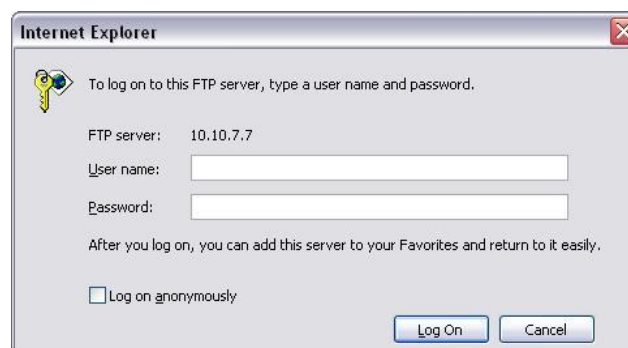 Internet Explorer
To log on to this FTP server, type a user name and password.
FTP server: 10.10.7.7
User name:
Password:
After you log on, you can add this server to your Favorites and return to it easily.
Log on anonymously
Log On Cancel